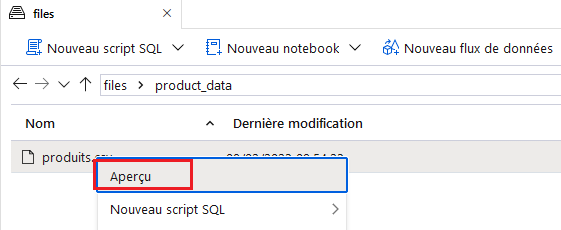 files
Nouveau script SQL Nouveau notebook Nouveau flux de données
files product_data
Nom Dernière modification
produits.csv
Aperçu
Nouveau script SQL